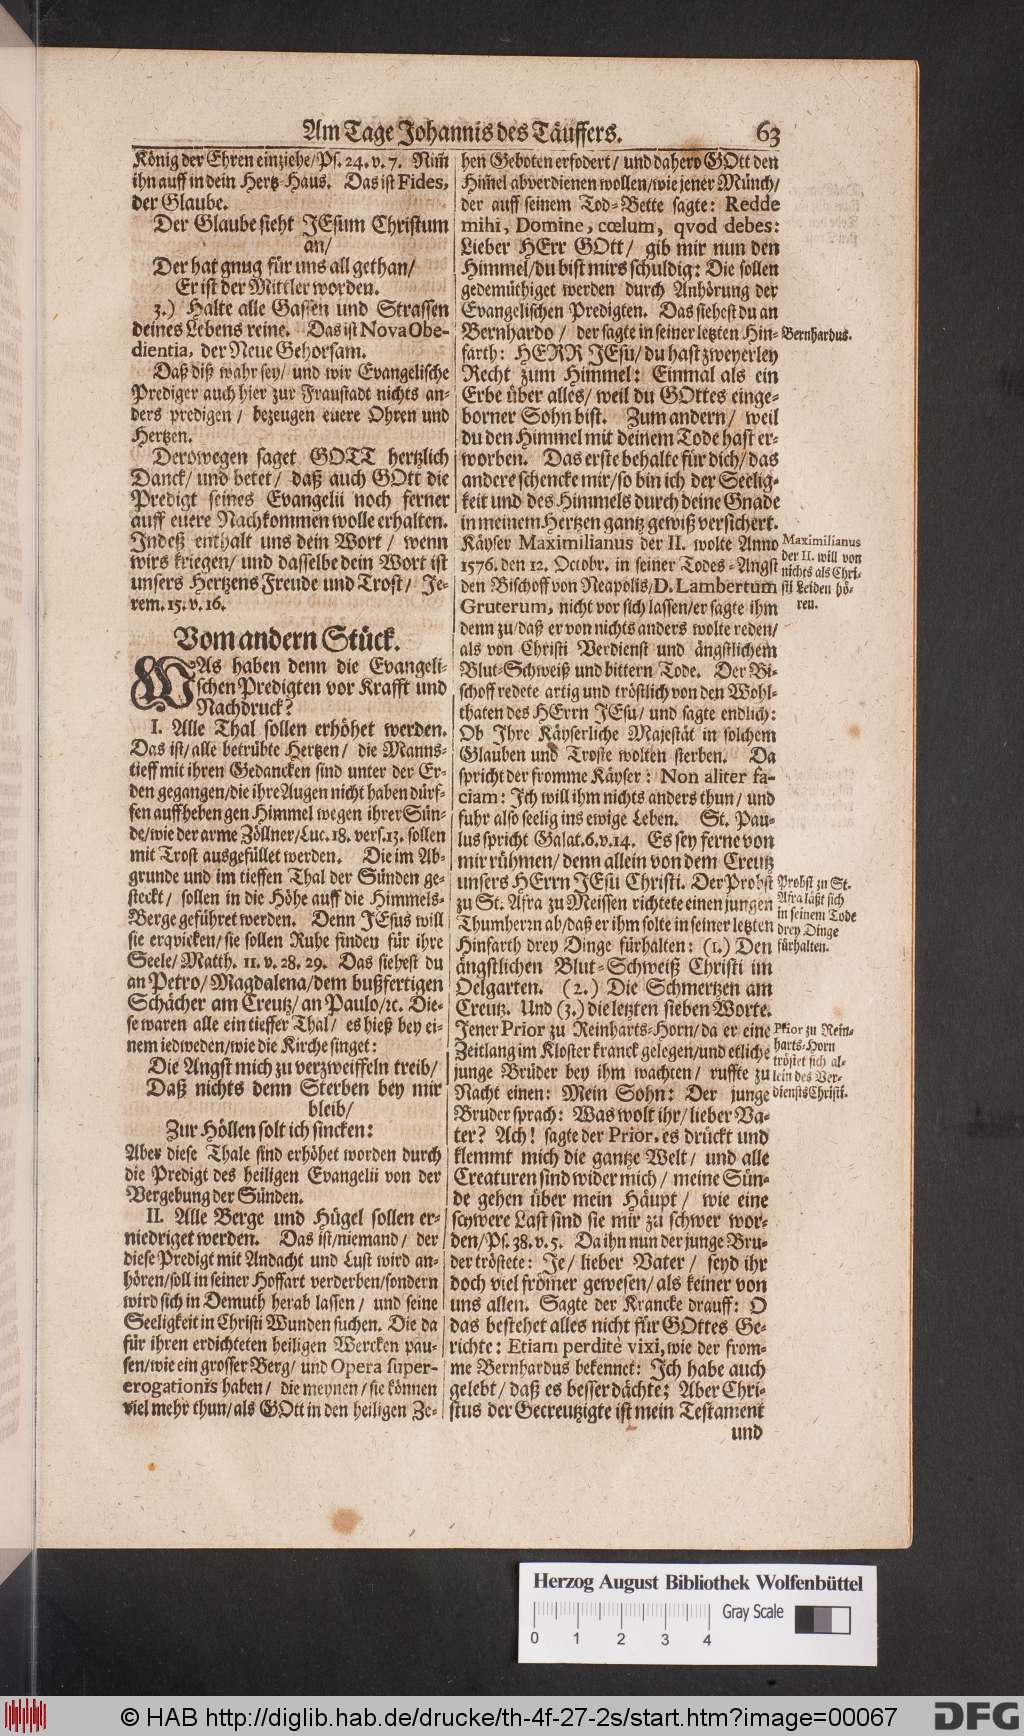 Am Tage Johannis des Täuffers. 63
König der Ehren einziehe/Ps. 24. v. 7. Nim̃
ihn auff in dein Hertz-Haus. Das ist Fides,
der Glaube.
Der Glaube sieht JEsum Christum
an/
Der hat gnug für uns all gethan/
Er ist der Mittler worden.
3.) Halte alle Gassen und Strassen
deines Lebens reine. Das ist Nova Obe-
dientia, der Neue Gehorsam.
Daß diß wahr sey/ und wir Evangelische
Prediger auch hier zur Fraustadt nichts an-
ders predigen/ bezeugen euere Ohren und
Hertzen.
Derowegen saget GOTT hertzlich
Danck/ und betet/ daß auch GOtt die
Predigt seines Evangelii noch ferner
auff euere Nachkommen wolle erhalten.
Indeß enthalt uns dein Wort/ wenn
wirs kriegen/ und dasselbe dein Wort ist
unsers Hertzens Freude und Trost/ Je-
rem. 15. v. 16.
Vom andern Stück.
WAs haben denn die Evangeli-
schen Predigten vor Krafft und
Nachdruck?
I. Alle Thal sollen erhöhet werden.
Das ist/ alle betrübte Hertzen/ die Manns-
tieff mit ihren Gedancken sind unter der Er-
den gegangen/die ihre Augen nicht haben dürf-
fen auffheben gen Himmel wegen ihrer Sün-
de/wie der arme Zöllner/Luc. 18. vers. 13. sollen
mit Trost ausgefüllet werden. Die im Ab-
grunde und im tieffen Thal der Sünden ge-
steckt/ sollen in die Höhe auff die Himmels-
Berge geführet werden. Denn JEsus will
sie erqvicken/sie sollen Ruhe finden für ihre
Seele/ Matth. 11. v. 28. 29. Das siehest du
an Petro/ Magdalena/dem bußfertigen
Schächer am Creutz/ an Paulo/ꝛc. Die-
se waren alle ein tieffer Thal/ es hieß bey ei-
nem iedweden/wie die Kirche singet:
Die Angst mich zu verzweiffeln treib/
Daß nichts denn Sterben bey mir
bleib/
Zur Höllen solt ich sincken:
Aber diese Thale sind erhöhet worden durch
die Predigt des heiligen Evangelii von der
Vergebung der Sünden.
II. Alle Berge und Hügel sollen er-
niedriget werden. Das ist/niemand/ der
diese Predigt mit Andacht und Lust wird an-
hören/soll in seiner Hoffart verderben/sondern
wird sich in Demuth herab lassen/ und seine
Seeligkeit in Christi Wunden suchen. Die da
für ihren erdichteten heiligen Wercken pau-
sen/wie ein grosser Berg/ und Opera super-
erogationis haben/ die meynen/ sie können
viel mehr thun/als GOtt in den heiligen Ze-
hen Geboten erfodert/ und dahero GOtt den
Him̃el abverdienen wollen/wie jener Münch/
der auff seinem Tod-Bette sagte: Redde
mihi, Domine, cœlum, qvod debes:
Lieber HErr GOtt/ gib mir nun den
Himmel/du bist mirs schuldig: Die sollen
gedemüthiget werden durch Anhörung der
Evangelischen Predigten. Das siehest du an
Bernhardo/ der sagte in seiner letzten Hin-
farth: HERR JEsu/ du hast zweyerley
Recht zum Himmel: Einmal als ein
Erbe über alles/ weil du GOttes einge-
borner Sohn bist. Zum andern/ weil
du den Himmel mit deinem Tode hast er-
worben. Das erste behalte für dich/ das
andere schencke mir/ so bin ich der Seelig-
keit und des Himmels durch deine Gnade
in meinem Hertzen gantz gewiß versichert.
Käyser Maximilianus der II. wolte Anno
1576. den 12. Octobr. in seiner Todes-Angst
den Bischoff von Neapolis/ D. Lambertum
Gruterum, nicht vor sich lassen/er sagte ihm
denn zu/daß er von nichts anders wolte reden/
als von Christi Verdienst und ängstlichem
Blut-Schweiß und bittern Tode. Der Bi-
schoff redete artig und tröstlich von den Wohl-
thaten des HErrn JEsu/ und sagte endlich:
Ob Ihre Käyserliche Majestät in solchem
Glauben und Troste wolten sterben. Da
spricht der fromme Käyser: Non aliter fa-
ciam: Ich will ihm nichts anders thun/ und
fuhr also seelig ins ewige Leben. St. Pau-
lus spricht Galat. 6. v. 14. Es sey ferne von
mir rühmen/ denn allein von dem Creutz
unsers HErrn JEsu Christi. Der Probst
zu St. Afra zu Meissen richtete einen jungen
Thumherrn ab/daß er ihm solte in seiner letzten
Hinfarth drey Dinge fürhalten: (1.) Den
ängstlichen Blut-Schweiß Christi im
Oelgarten. (2.) Die Schmertzen am
Creutz. Und (3.) die letzten sieben Worte.
Jener Prior zu Reinharts-Horn/da er eine
Zeitlang im Kloster kranck gelegen/und etliche
junge Brüder bey ihm wachten/ ruffte zu
Nacht einen: Mein Sohn: Der junge
Bruder sprach: Was wolt ihr/ lieber Va-
ter? Ach! sagte der Prior, es drückt und
klemmt mich die gantze Welt/ und alle
Creaturen sind wider mich/ meine Sün-
de gehen über mein Häupt/ wie eine
schwere Last sind sie mir zu schwer wor-
den/ Ps. 38. v. 5. Da ihn nun der junge Bru-
der tröstete: Je/ lieber Vater/ seyd ihr
doch viel frömer gewesen/ als keiner von
uns allen. Sagte der Krancke drauff: O
das bestehet alles nicht für GOttes Ge-
richte: Etiam perditè vixi, wie der from-
me Bernhardus bekennet: Ich habe auch
gelebt/ daß es besser dächte; Aber Chri-
stus der Gecreutzigte ist mein Testament
und
Bernhardus.
Maximilianus
der II. will von
nichts als Chri-
sti Leiden hö-
ren.
Probst zu St.
Afra läßt sich
in seinem Tode
drey Dinge
fürhalten.
Prior zu Rein-
harts-Horn
tröstet sich al-
lein des Ver-
diensts Christi.
Herzog August Bibliothek Wolfenbüttel
Gray Scale
0 1 2 3 4
© HAB http://diglib.hab.de/drucke/th-4f-27-2s/start.htm?image=00067
DFG